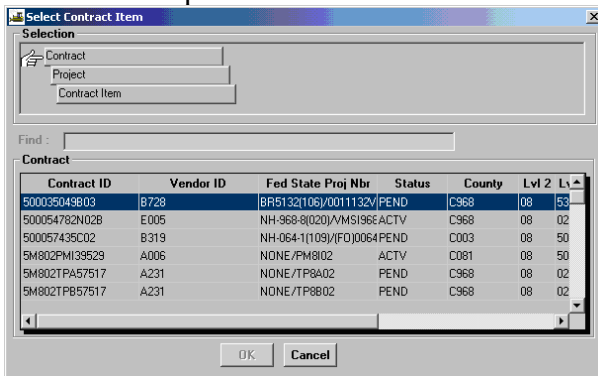 Select Contract Item
Selection
Contract
Project
Contract Item
Find :
Contract
Contract ID Vendor ID Fed State Proj Nbr Status County Lvl 2 Lv
500035049B03 B728 BR5132(106)/0011132V PEND C968 08 53
500054782N02B E005 NH-968-8(020)/VMSI968 ACTV C968 08 02
500057435C02 B319 NH-064-1(109)/(FO)0064 PEND C003 08 50
5M802PMI39529 A006 NONE/PM8I02 ACTV C081 08 50
5M802TPA57517 A231 NONE/TP8A02 PEND C968 08 02
5M802TPB57517 A231 NONE/TP8B02 PEND C968 08 02
OK Cancel